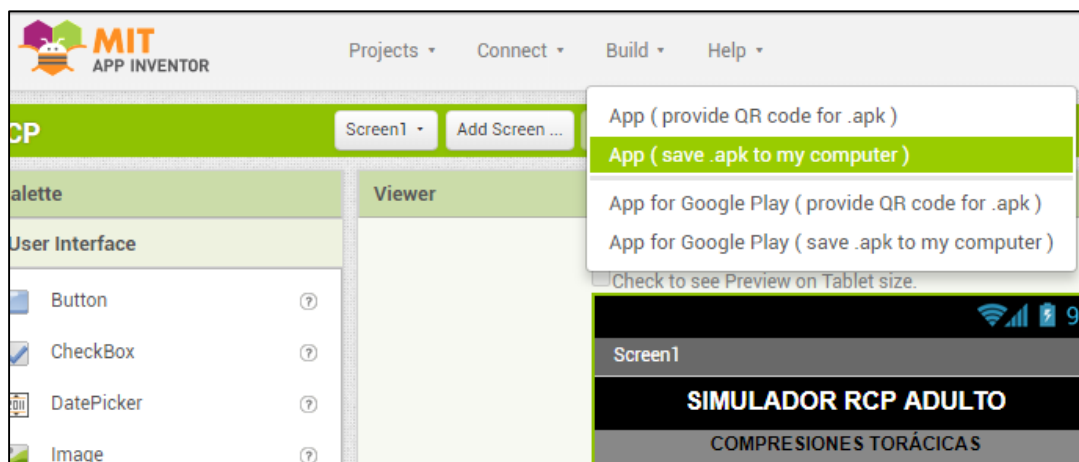 MIT
APP INVENTOR
Projects
Connect
Build
Help
App ( provide QR code for .apk )
App ( save .apk to my computer )
App for Google Play ( provide QR code for .apk )
App for Google Play ( save .apk to my computer )
CP
Screen1
Add Screen ...
alette
Viewer
User Interface
Button
?
CheckBox
?
DatePicker
?
Image
?
Check to see Preview on Tablet size.
9
Screen1
SIMULADOR RCP ADULTO
COMPRESIONES TORÁCICAS